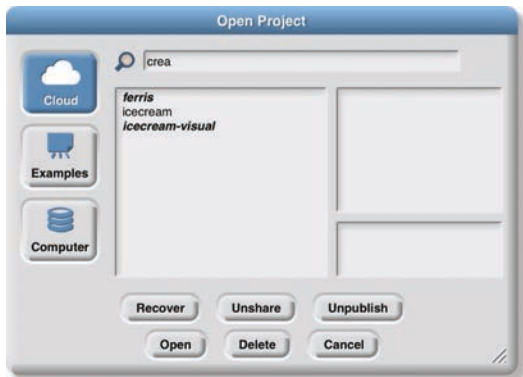 Open Project
crea
Cloud
ferris
icecream
icecream-visual
Examples
Computer
Recover Unshare Unpublish
Open Delete Cancel